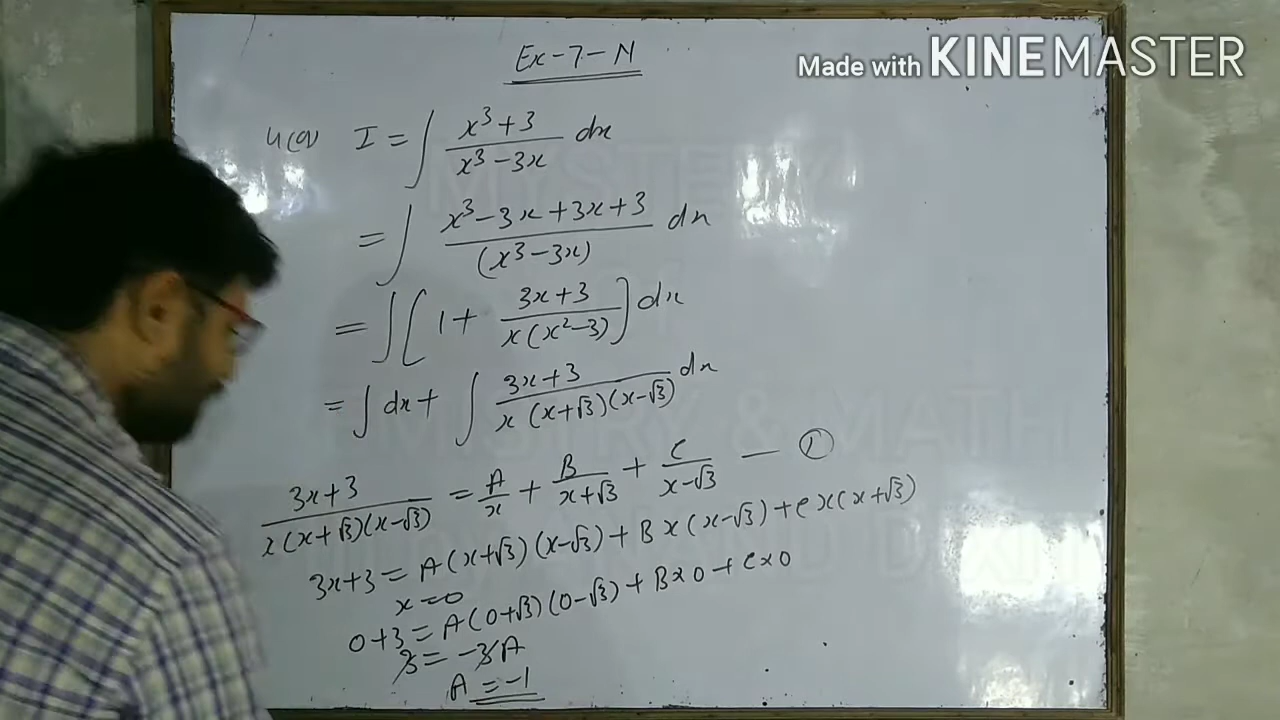 Made with KINEMASTER
Ex-7-N
4(a) I = ∫ (x³+3)/(x³-3x) dx
= ∫ (x³-3x+3x+3)/(x³-3x) dx
= ∫ [1 + (3x+3)/(x(x²-3))] dx
= ∫ dx + ∫ (3x+3)/(x (x+√3)(x-√3)) dx
(3x+3)/(x(x+√3)(x-√3)) = A/x + B/(x+√3) + C/(x-√3) — ①
3x+3 = A(x+√3)(x-√3) + Bx(x-√3) + Cx(x+√3)
x=0
0+3 = A(0+√3)(0-√3) + B×0 + C×0
3 = -3A
A = -1